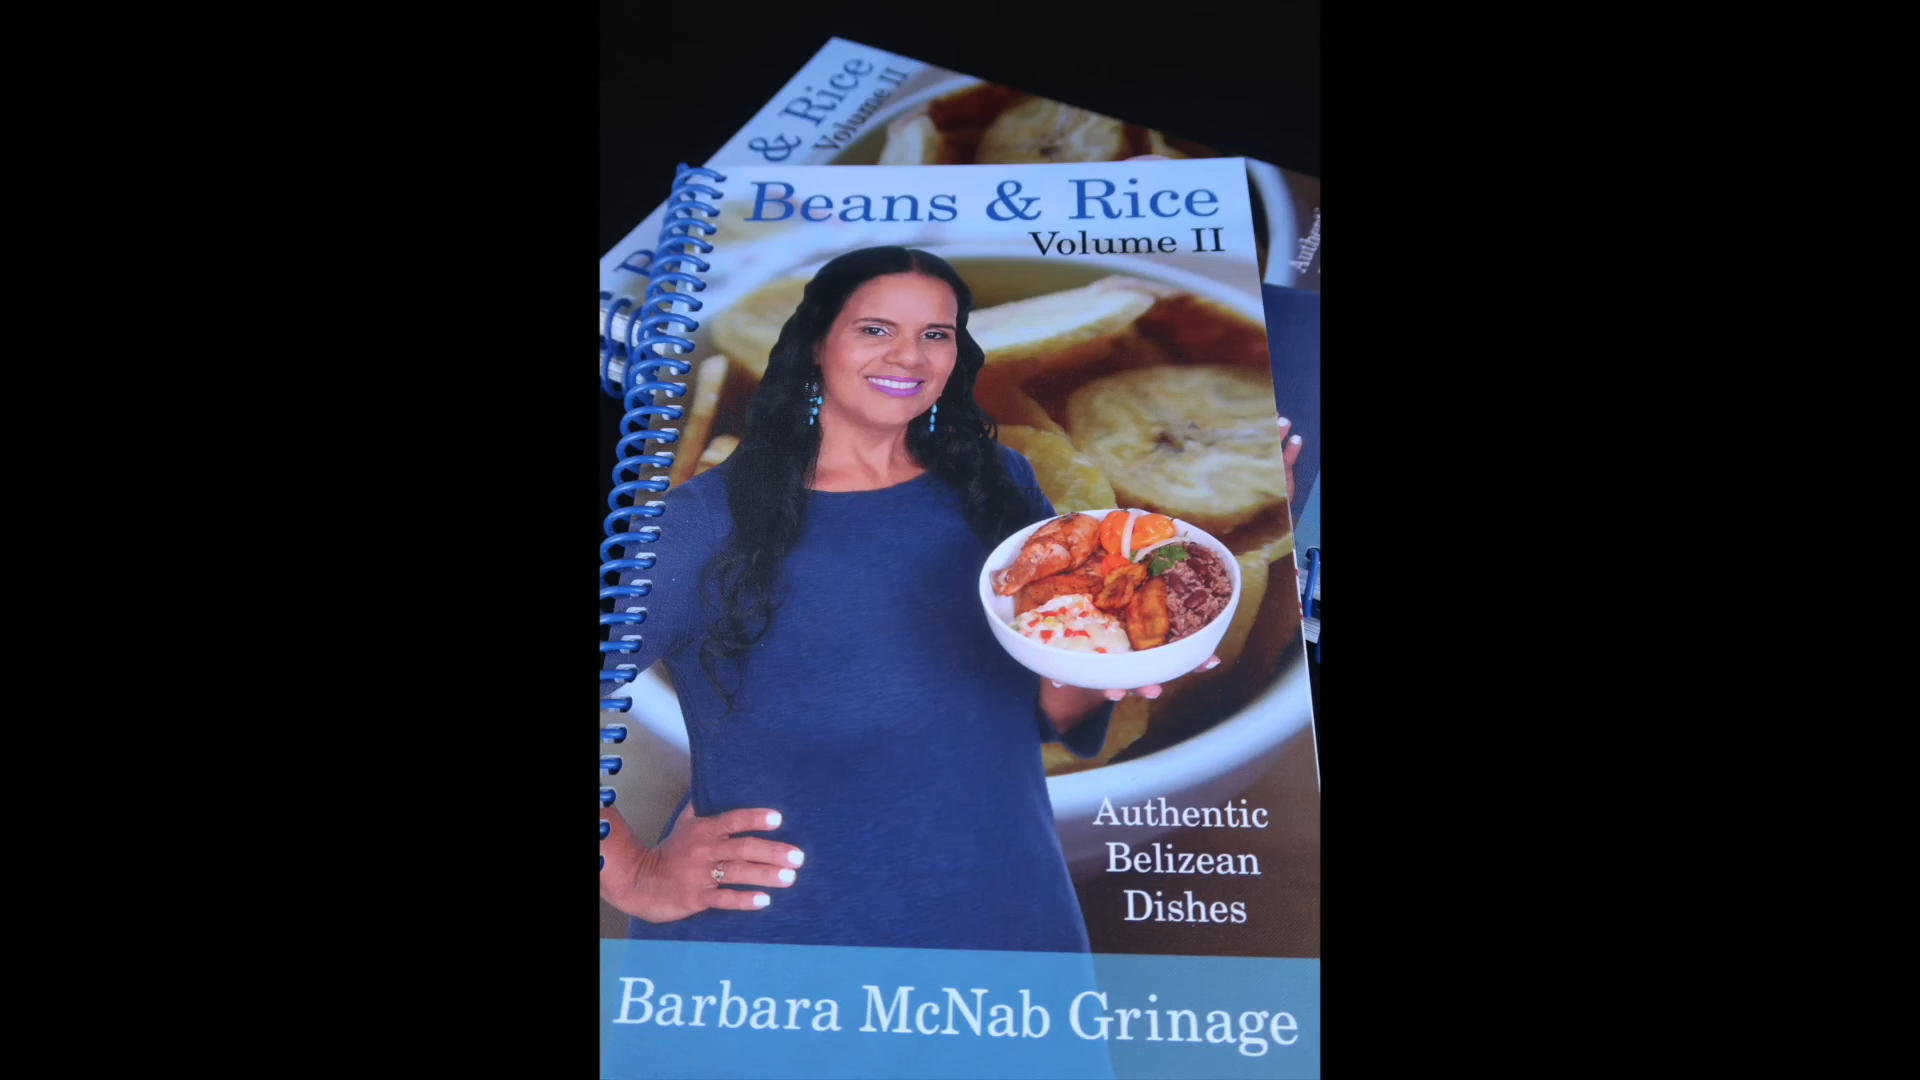 & Rice
Volume II
Beans & Rice
Volume II
Authentic
Belizean
Dishes
Barbara McNab Grinage